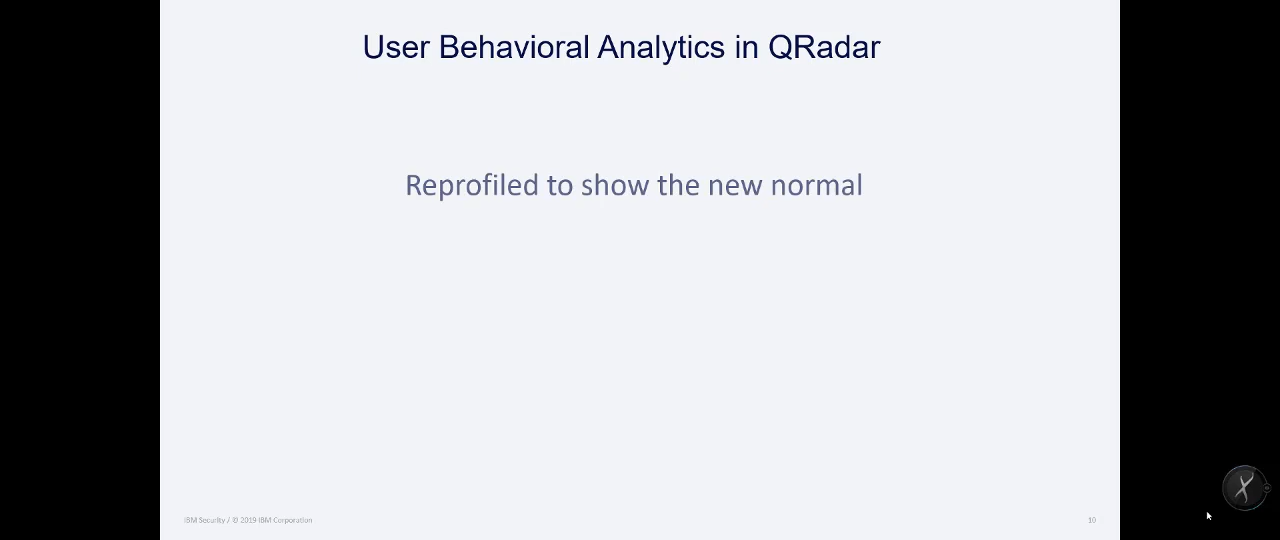 User Behavioral Analytics in QRadar
Reprofiled to show the new normal
IBM Security / © 2019 IBM Corporation
10